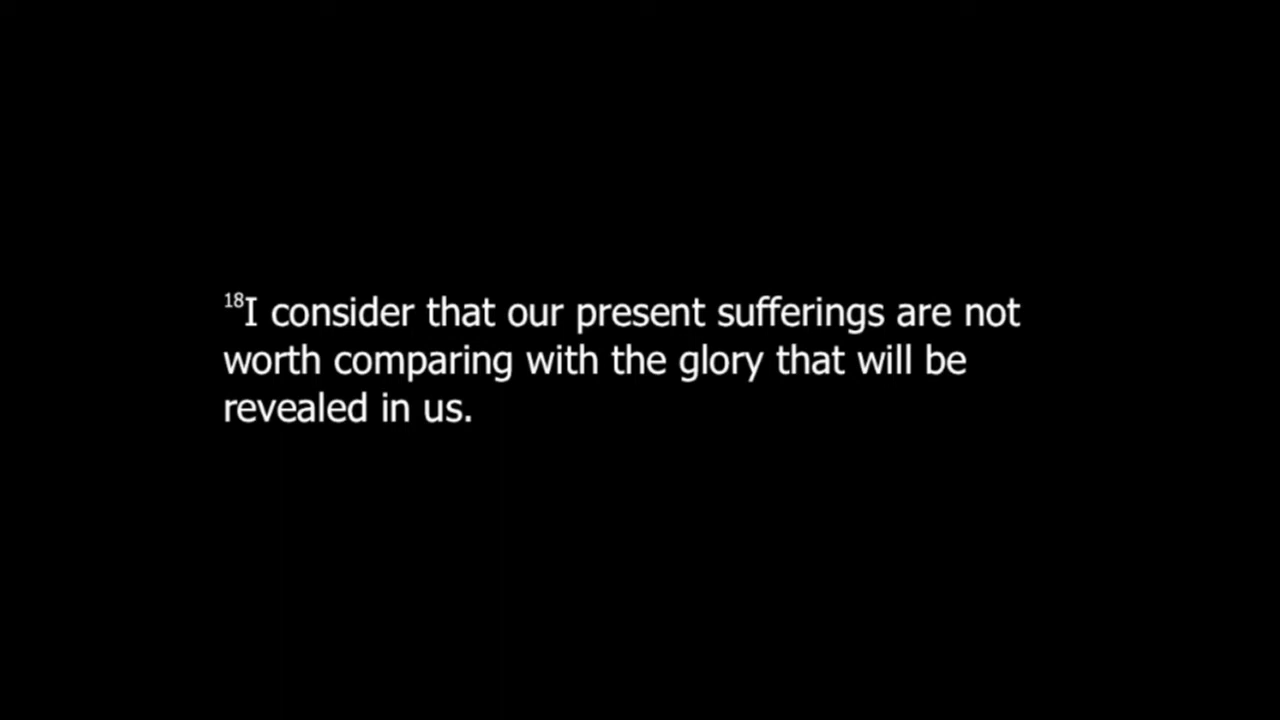 18I consider that our present sufferings are not
worth comparing with the glory that will be
revealed in us.